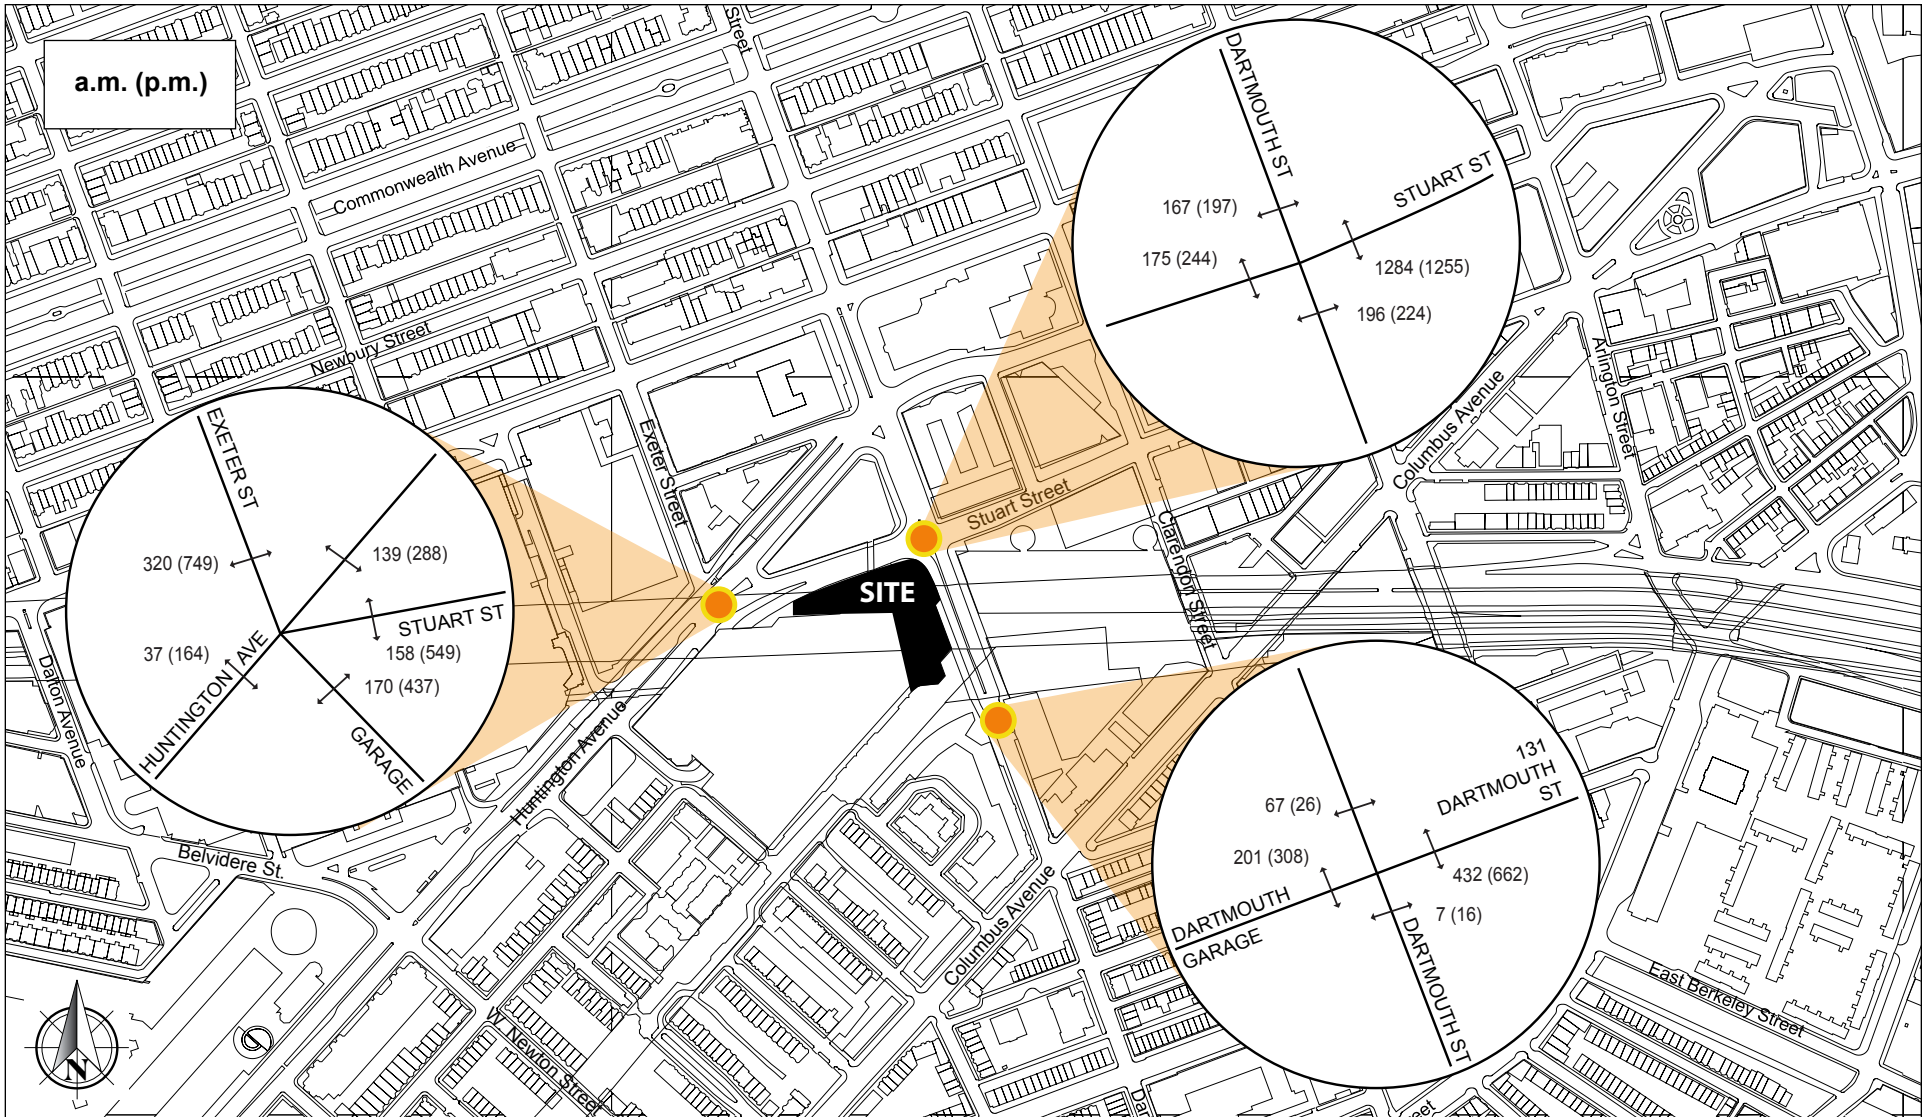 a.m. (p.m.)
Street
Commonwealth Avenue
Newbury Street
DARTMOUTH ST
STUART ST
167 (197)
175 (244)
1284 (1255)
196 (224)
Arlington Street
Columbus Avenue
EXETER ST
320 (749)
139 (288)
STUART ST
158 (549)
37 (164)
170 (437)
HUNTINGTON AVE
GARAGE
Exeter Street
Stuart Street
Clarendon Street
SITE
Dalton Avenue
Huntington Avenue
Belvidere St.
131
DARTMOUTH
ST
67 (26)
201 (308)
432 (662)
7 (16)
DARTMOUTH
GARAGE
DARTMOUTH ST
Columbus Avenue
East Berkeley Street
W Newton Street
N
Dar
Street